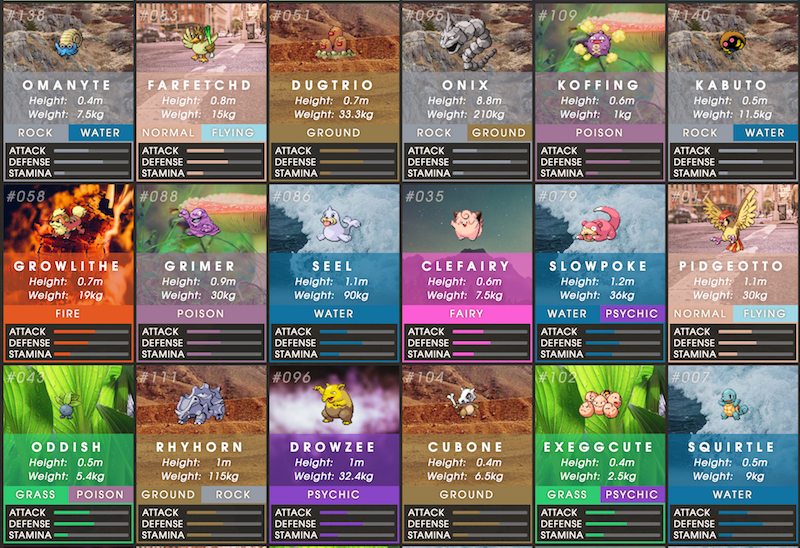 #138
OMANYTE
Height: 0.4m
Weight: 7.5kg
ROCK WATER
ATTACK
DEFENSE
STAMINA
#083
FARFETCHD
Height: 0.8m
Weight: 15kg
NORMAL FLYING
ATTACK
DEFENSE
STAMINA
#051
DUGTRIO
Height: 0.7m
Weight: 33.3kg
GROUND
ATTACK
DEFENSE
STAMINA
#095
ONIX
Height: 8.8m
Weight: 210kg
ROCK GROUND
ATTACK
DEFENSE
STAMINA
#109
KOFFING
Height: 0.6m
Weight: 1kg
POISON
ATTACK
DEFENSE
STAMINA
#140
KABUTO
Height: 0.5m
Weight: 11.5kg
ROCK WATER
ATTACK
DEFENSE
STAMINA
#058
GROWLITHE
Height: 0.7m
Weight: 19kg
FIRE
ATTACK
DEFENSE
STAMINA
#088
GRIMER
Height: 0.9m
Weight: 30kg
POISON
ATTACK
DEFENSE
STAMINA
#086
SEEL
Height: 1.1m
Weight: 90kg
WATER
ATTACK
DEFENSE
STAMINA
#035
CLEFAIRY
Height: 0.6m
Weight: 7.5kg
FAIRY
ATTACK
DEFENSE
STAMINA
#079
SLOWPOKE
Height: 1.2m
Weight: 36kg
WATER PSYCHIC
ATTACK
DEFENSE
STAMINA
#017
PIDGEOTTO
Height: 1.1m
Weight: 30kg
NORMAL FLYING
ATTACK
DEFENSE
STAMINA
#043
ODDISH
Height: 0.5m
Weight: 5.4kg
GRASS POISON
ATTACK
DEFENSE
STAMINA
#111
RHYHORN
Height: 1m
Weight: 115kg
GROUND ROCK
ATTACK
DEFENSE
STAMINA
#096
DROWZEE
Height: 1m
Weight: 32.4kg
PSYCHIC
ATTACK
DEFENSE
STAMINA
#104
CUBONE
Height: 0.4m
Weight: 6.5kg
GROUND
ATTACK
DEFENSE
STAMINA
#102
EXEGGCUTE
Height: 0.4m
Weight: 2.5kg
GRASS PSYCHIC
ATTACK
DEFENSE
STAMINA
#007
SQUIRTLE
Height: 0.5m
Weight: 9kg
WATER
ATTACK
DEFENSE
STAMINA